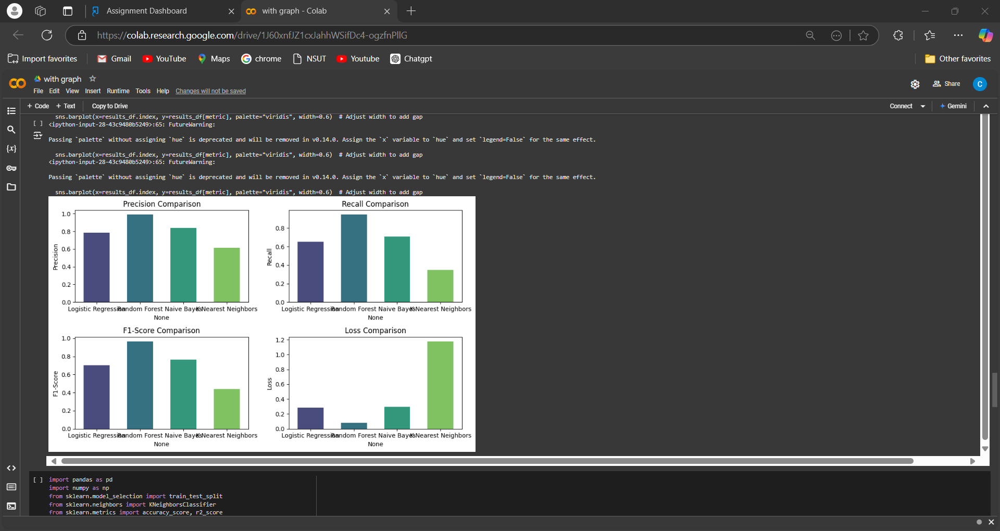 Assignment Dashboard
with graph - Colab
https://colab.research.google.com/drive/1J60xnfJZ1cxJahhWSifDc4-ogzfnPllG
Import favorites
Gmail
YouTube
Maps
chrome
NSUT
Youtube
Chatgpt
Other favorites
with graph
File Edit View Insert Runtime Tools Help Changes will not be saved
Share
C
+ Code + Text Copy to Drive
Connect
Gemini
sns.barplot(x=results_df.index, y=results_df[metric], palette="viridis", width=0.6)  # Adjust width to add gap
[ ] <ipython-input-28-43c9480b5249>:65: FutureWarning:
Passing `palette` without assigning `hue` is deprecated and will be removed in v0.14.0. Assign the `x` variable to `hue` and set `legend=False` for the same effect.
sns.barplot(x=results_df.index, y=results_df[metric], palette="viridis", width=0.6)  # Adjust width to add gap
<ipython-input-28-43c9480b5249>:65: FutureWarning:
Passing `palette` without assigning `hue` is deprecated and will be removed in v0.14.0. Assign the `x` variable to `hue` and set `legend=False` for the same effect.
sns.barplot(x=results_df.index, y=results_df[metric], palette="viridis", width=0.6)  # Adjust width to add gap
Precision Comparison
1.0
0.8
0.6
0.4
0.2
0.0
Precision
Logistic Regression Random Forest Naive Bayes K-Nearest Neighbors
None
Recall Comparison
0.8
0.6
0.4
0.2
0.0
Recall
Logistic Regression Random Forest Naive Bayes K-Nearest Neighbors
None
F1-Score Comparison
1.0
0.8
0.6
0.4
0.2
0.0
F1-Score
Logistic Regression Random Forest Naive Bayes K-Nearest Neighbors
None
Loss Comparison
1.2
1.0
0.8
0.6
0.4
0.2
0.0
Loss
Logistic Regression Random Forest Naive Bayes K-Nearest Neighbors
None
[ ] import pandas as pd
import numpy as np
from sklearn.model_selection import train_test_split
from sklearn.neighbors import KNeighborsClassifier
from sklearn.metrics import accuracy_score, r2_score